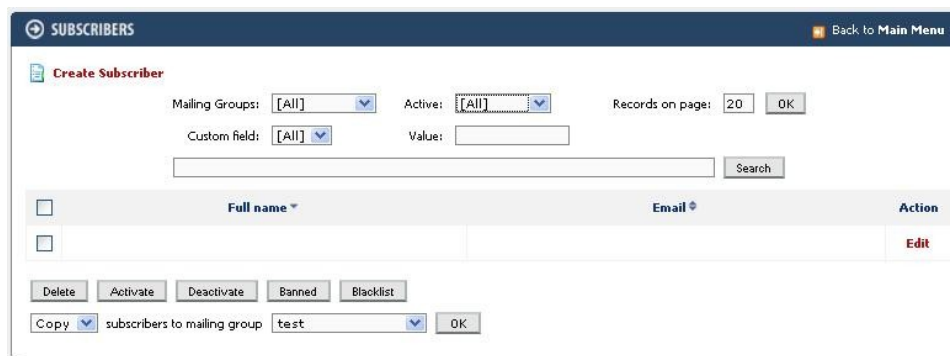 SUBSCRIBERS Back to Main Menu
Create Subscriber
Mailing Groups: [All] Active: [All] Records on page: 20 OK
Custom field: [All] Value:
Search
Full name Email Action
Edit
Delete Activate Deactivate Banned Blacklist
Copy subscribers to mailing group test OK